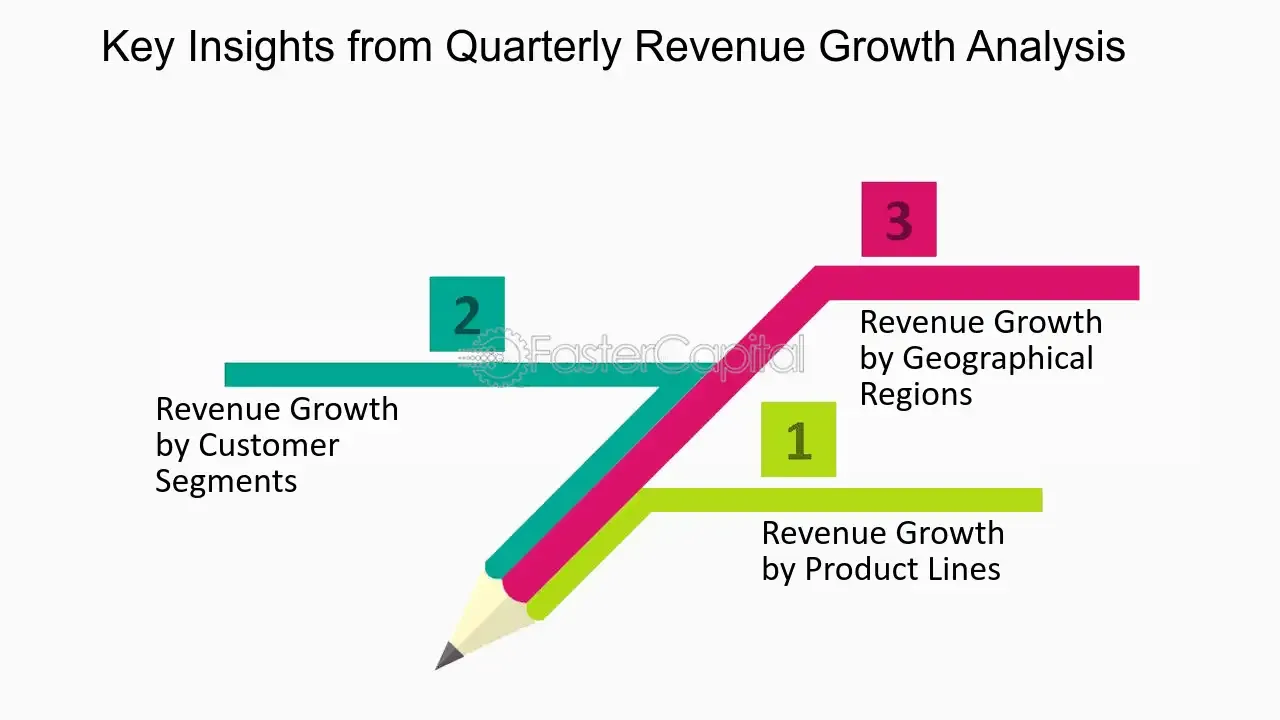 Key Insights from Quarterly Revenue Growth Analysis
3
Revenue Growth
by Geographical
Regions
2
FasterCapital
Revenue Growth
by Customer
Segments
1
Revenue Growth
by Product Lines